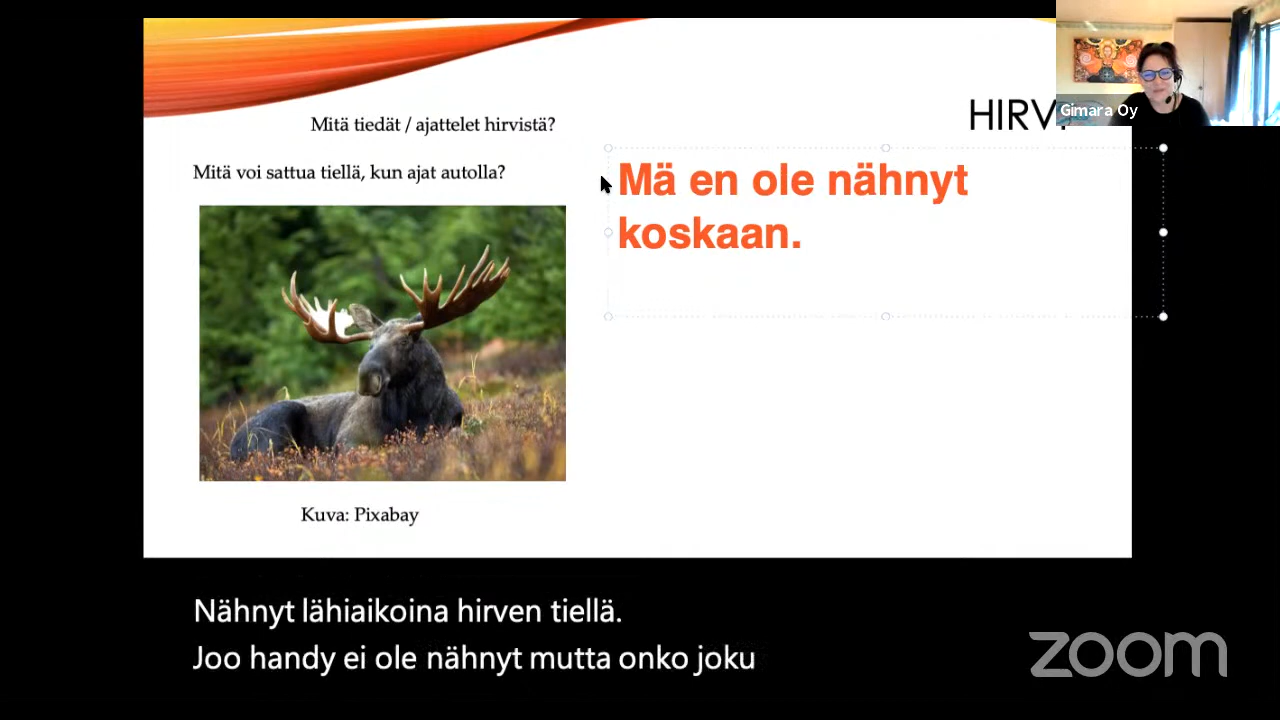 Mitä tiedät / ajattelet hirvistä?
HIRVI
Gimara Oy
Mitä voi sattua tiellä, kun ajat autolla?
Mä en ole nähnyt
koskaan.
Kuva: Pixabay
Nähnyt lähiaikoina hirven tiellä.
Joo handy ei ole nähnyt mutta onko joku
zoom